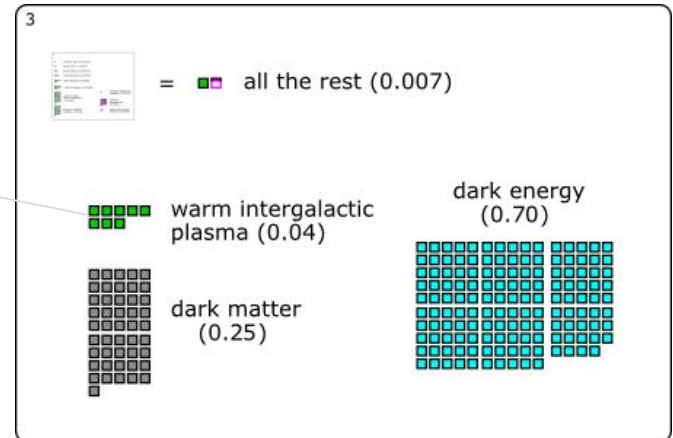 3
= all the rest (0.007)
warm intergalactic
plasma (0.04)
dark energy
(0.70)
dark matter
(0.25)